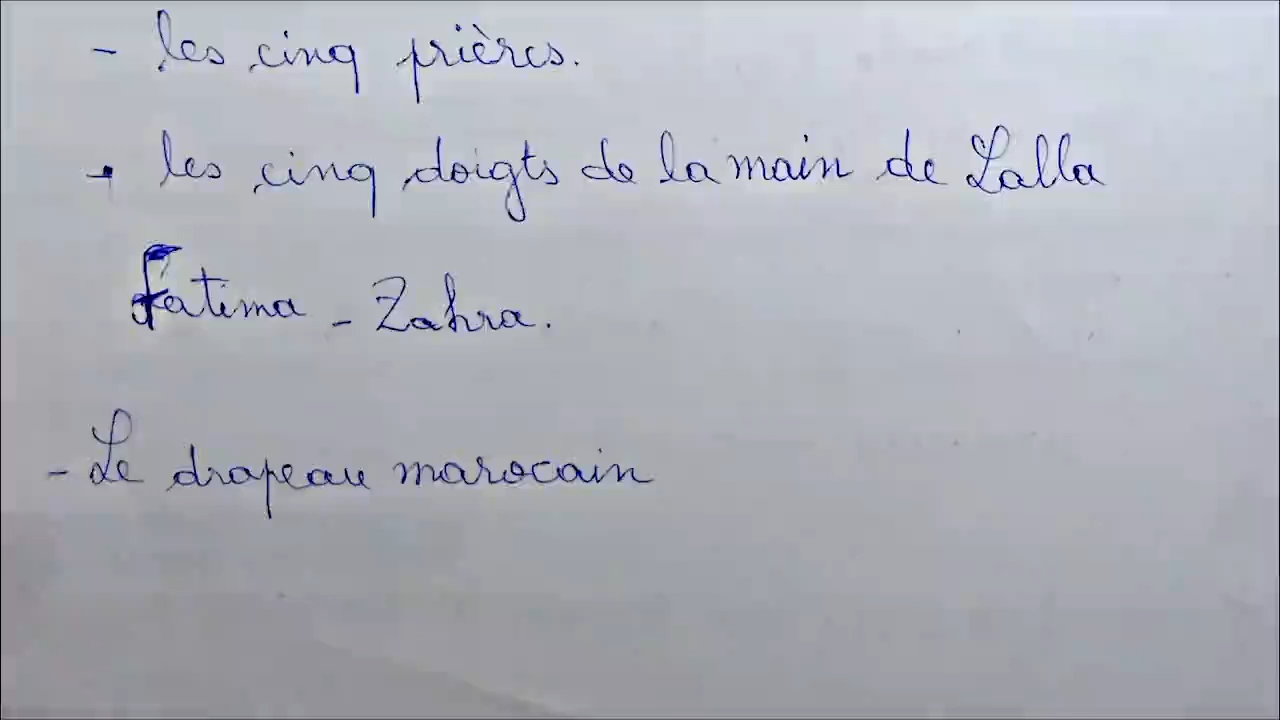 - les cinq prières.
- les cinq doigts de la main de Lalla
Fatima - Zahra.
- Le drapeau marocain